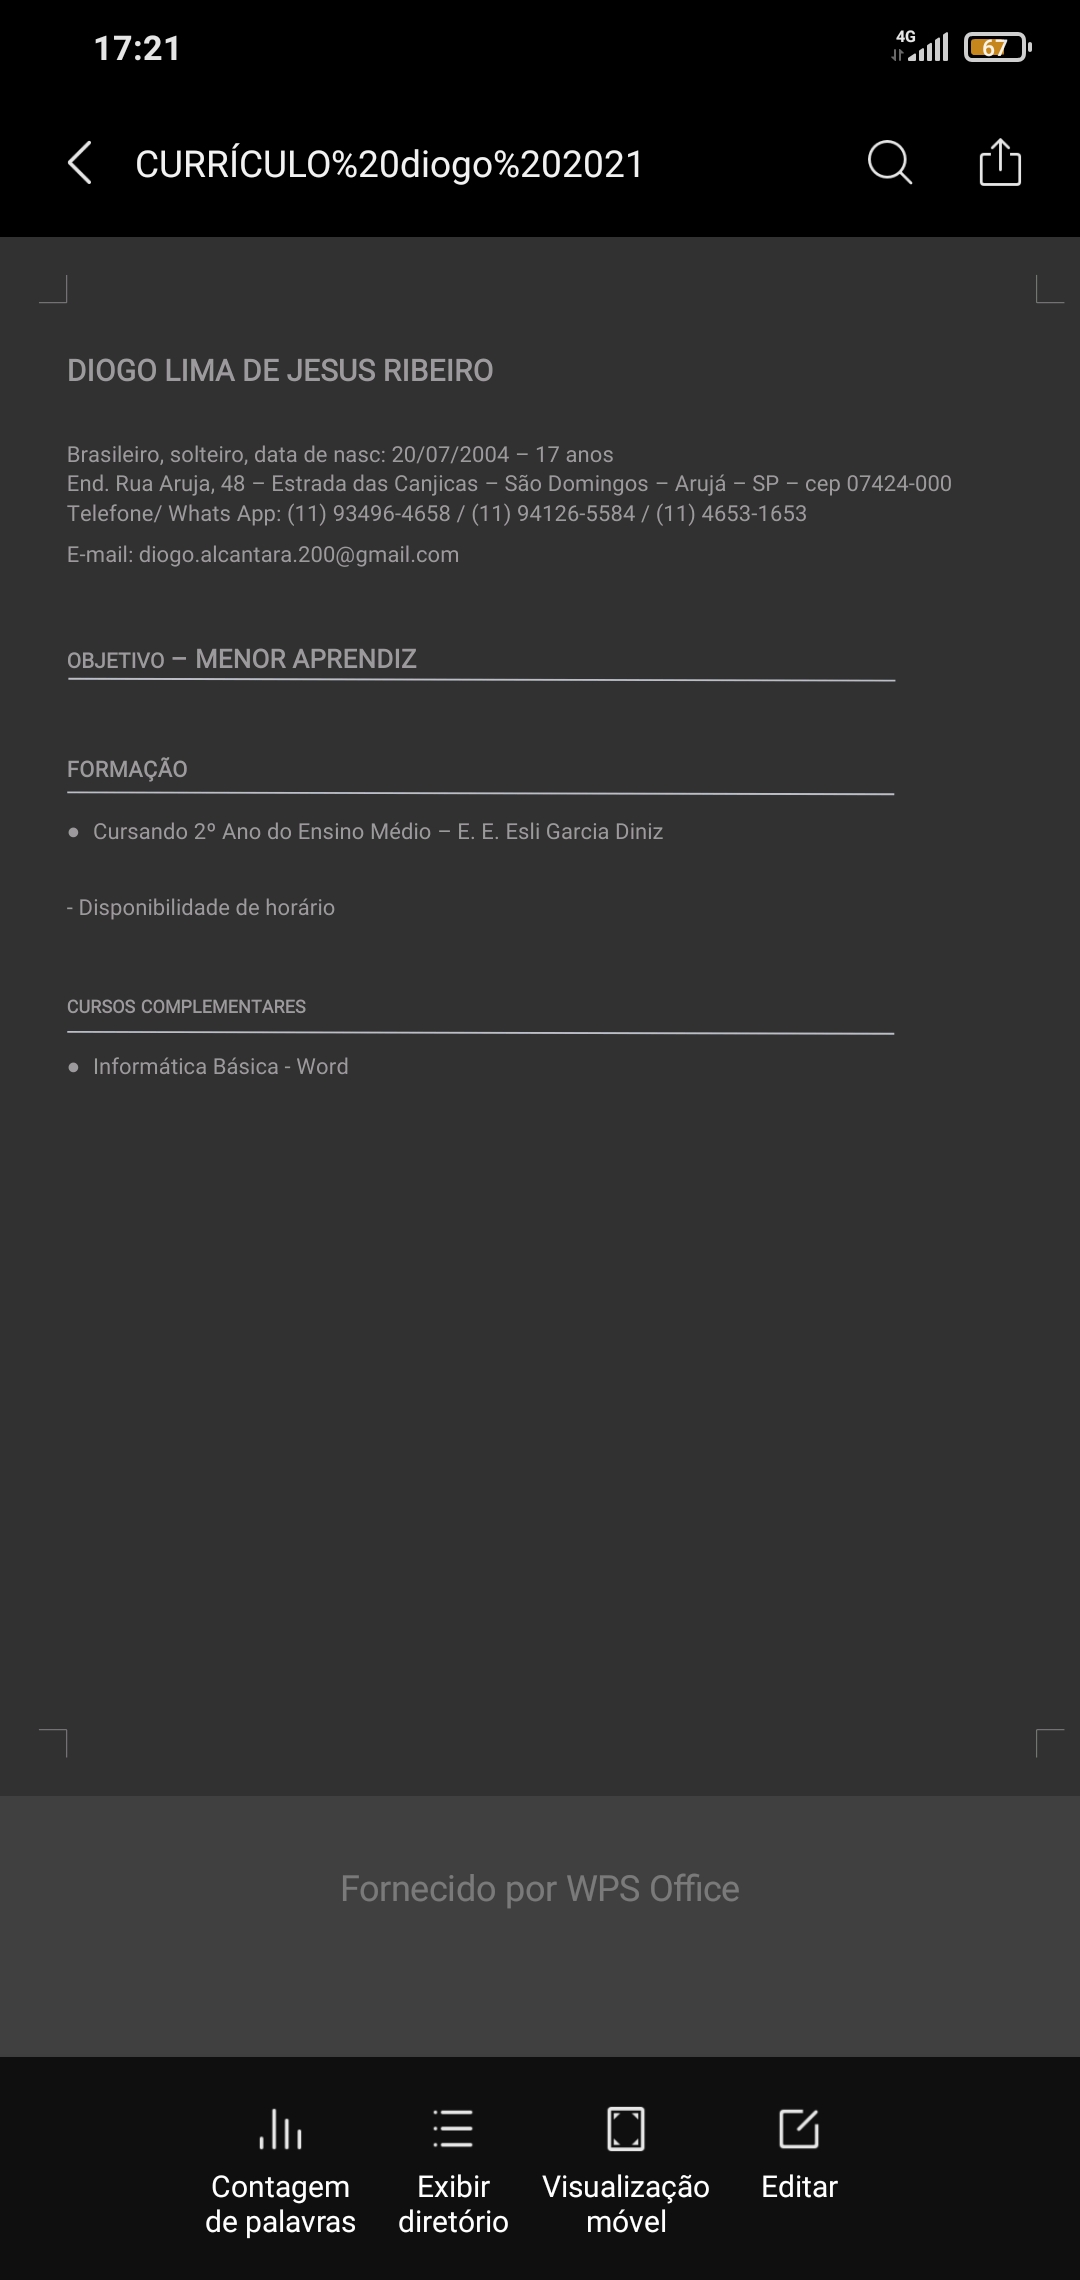 17:21
4G
67
CURRÍCULO%20diogo%202021
DIOGO LIMA DE JESUS RIBEIRO
Brasileiro, solteiro, data de nasc: 20/07/2004 – 17 anos
End. Rua Aruja, 48 – Estrada das Canjicas – São Domingos – Arujá – SP – cep 07424-000
Telefone/ Whats App: (11) 93496-4658 / (11) 94126-5584 / (11) 4653-1653
E-mail: diogo.alcantara.200@gmail.com
OBJETIVO – MENOR APRENDIZ
FORMAÇÃO
● Cursando 2º Ano do Ensino Médio – E. E. Esli Garcia Diniz
- Disponibilidade de horário
CURSOS COMPLEMENTARES
● Informática Básica - Word
Fornecido por WPS Office
Contagem de palavras
Exibir diretório
Visualização móvel
Editar